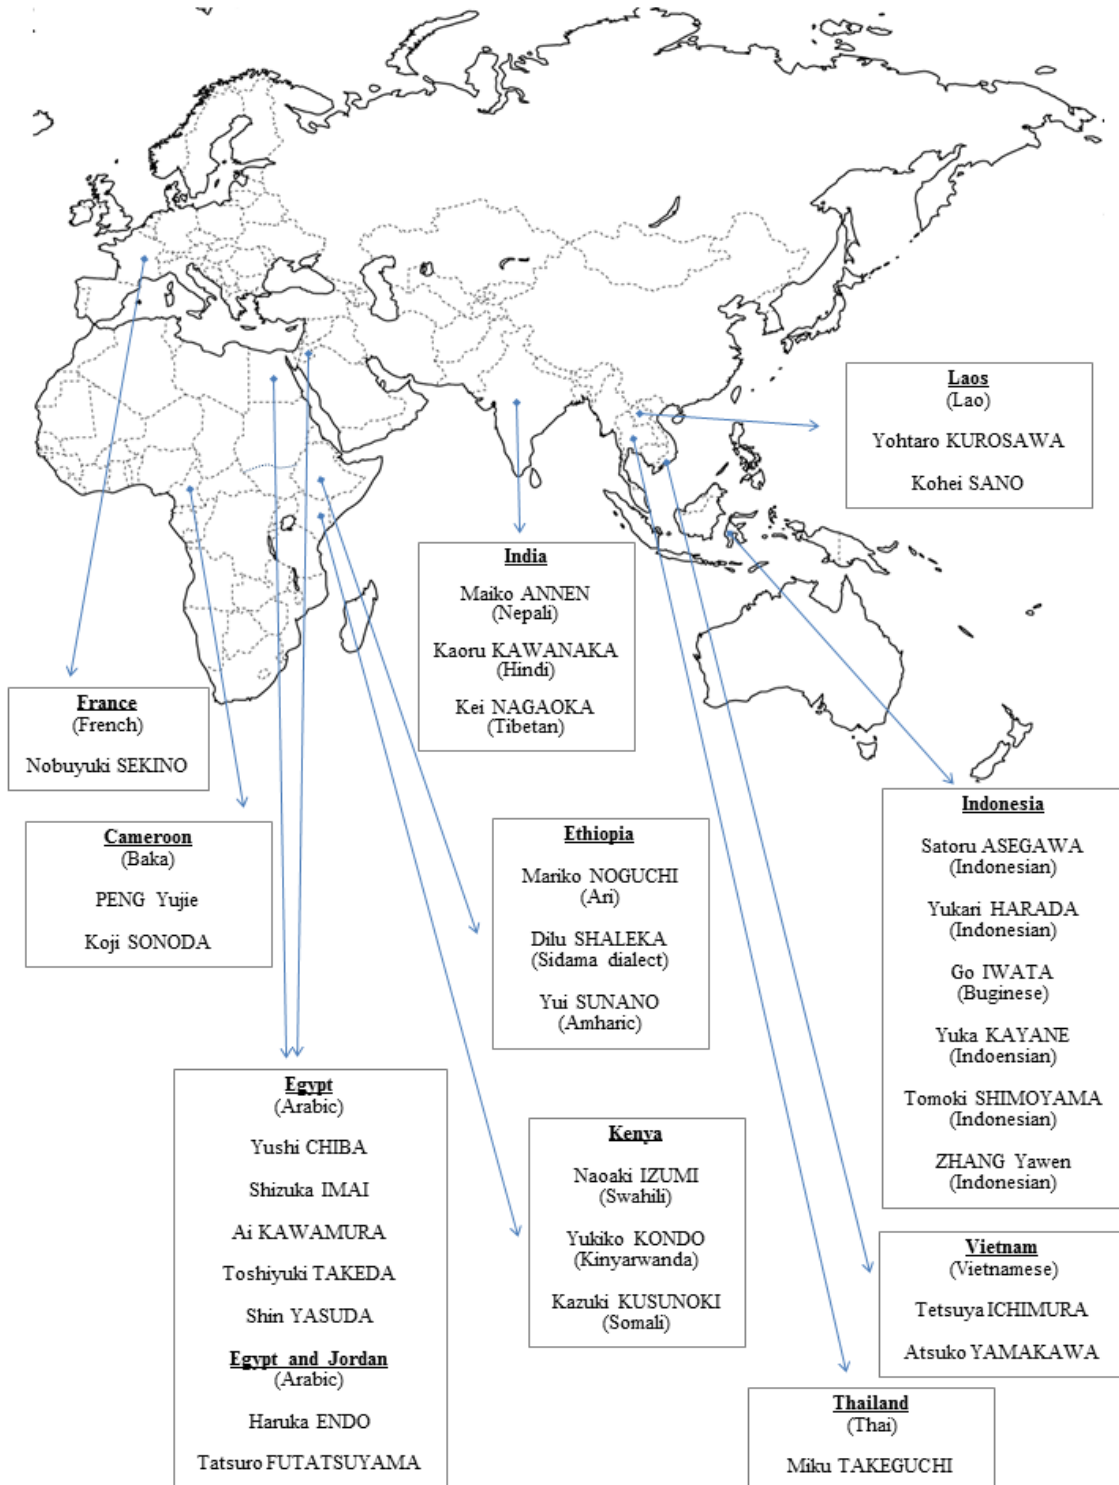 Laos
(Lao)
Yohtaro KUROSAWA
Kohei SANO
India
Maiko ANNEN
(Nepali)
Kaoru KAWANAKA
(Hindi)
Kei NAGAOKA
(Tibetan)
France
(French)
Nobuyuki SEKINO
Cameroon
(Baka)
PENG Yujie
Koji SONODA
Ethiopia
Mariko NOGUCHI
(Ari)
Dilu SHALEKA
(Sidama dialect)
Yui SUNANO
(Amharic)
Indonesia
Satoru ASEGAWA
(Indonesian)
Yukari HARADA
(Indonesian)
Go IWATA
(Buginese)
Yuka KAYANE
(Indoensian)
Tomoki SHIMOYAMA
(Indonesian)
ZHANG Yawen
(Indonesian)
Egypt
(Arabic)
Yushi CHIBA
Shizuka IMAI
Ai KAWAMURA
Toshiyuki TAKEDA
Shin YASUDA
Egypt and Jordan
(Arabic)
Haruka ENDO
Tatsuro FUTATSUYAMA
Kenya
Naoaki IZUMI
(Swahili)
Yukiko KONDO
(Kinyarwanda)
Kazuki KUSUNOKI
(Somali)
Vietnam
(Vietnamese)
Tetsuya ICHIMURA
Atsuko YAMAKAWA
Thailand
(Thai)
Miku TAKEGUCHI